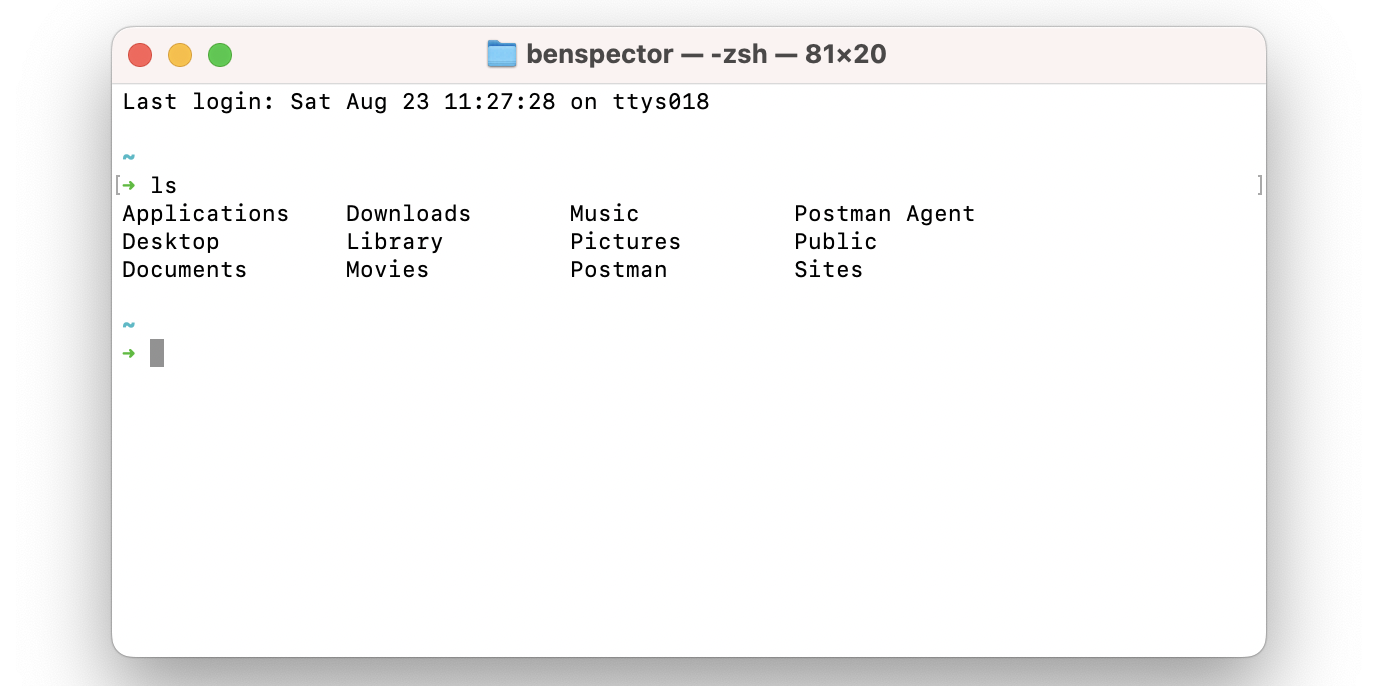 benspector — -zsh — 81×20
Last login: Sat Aug 23 11:27:28 on ttys018
~
[➜ ls ]
Applications    Downloads       Music           Postman Agent
Desktop         Library         Pictures        Public
Documents       Movies          Postman         Sites
~
➜